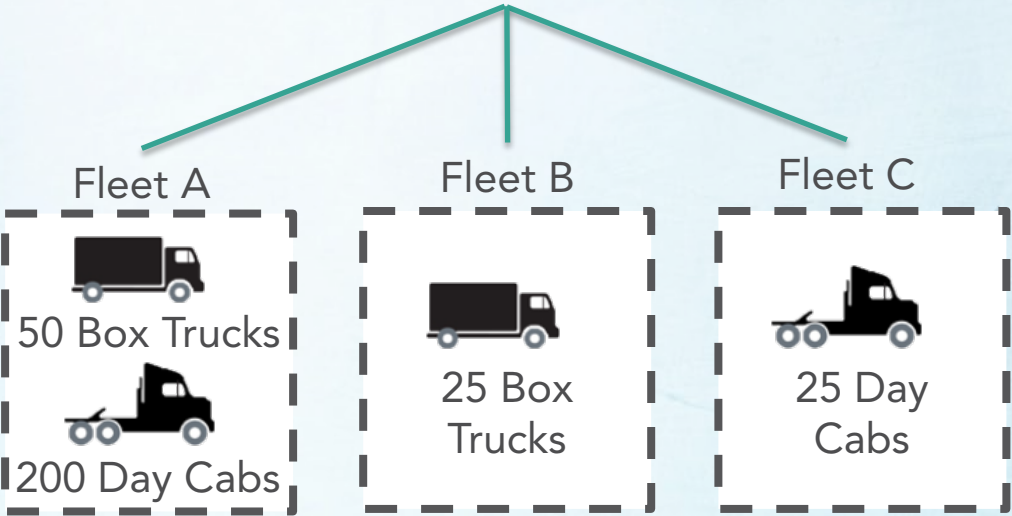 Fleet A
50 Box Trucks
200 Day Cabs
Fleet B
25 Box
Trucks
Fleet C
25 Day
Cabs